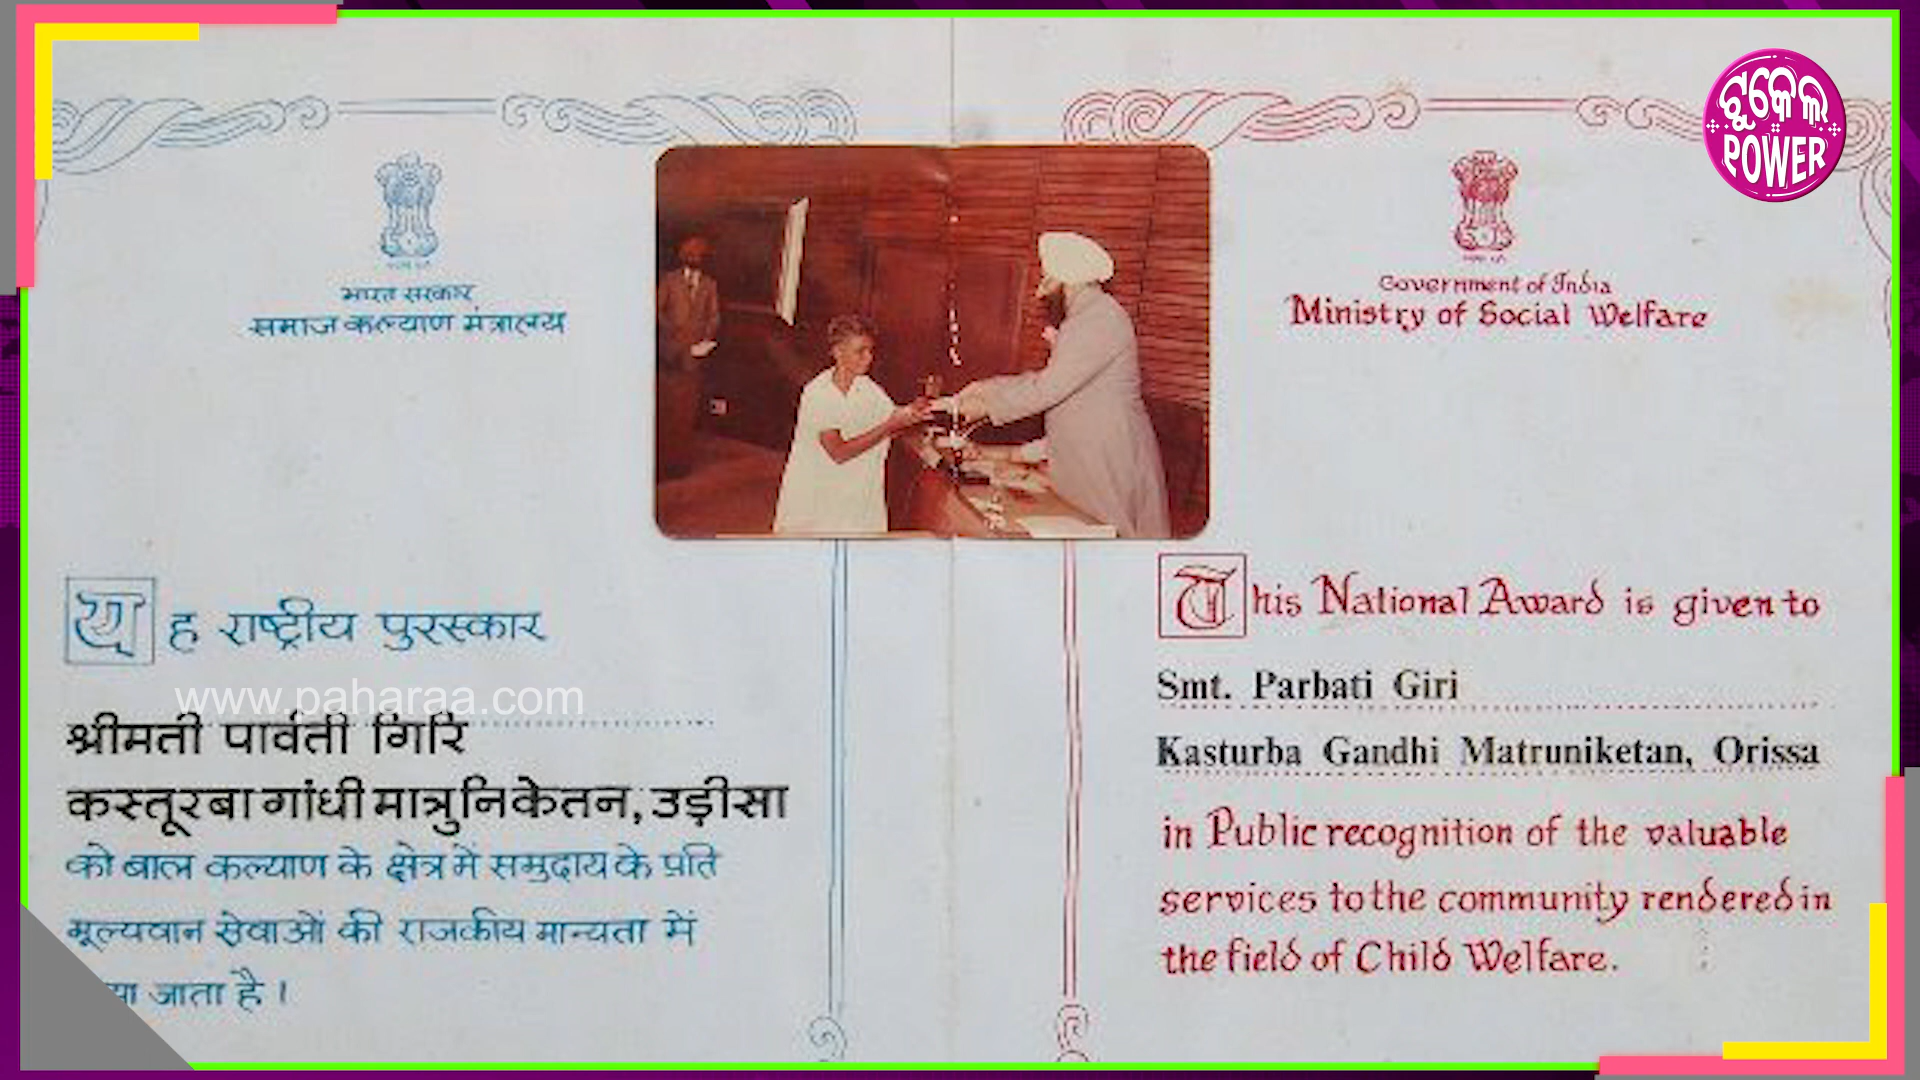 ଟୁକେଲ
POWER
भारत सरकार
समाज कल्याण मंत्रालय
यह राष्ट्रीय पुरस्कार
www.paharaa.com
श्रीमती पार्वती गिरि
कस्तूरबा गांधी मात्रुनिकेतन, उड़ीसा
को बाल कल्याण के क्षेत्र में समुदाय के प्रति
मूल्यवान सेवाओं की राजकीय मान्यता में
जाता है ।
Government of India
Ministry of Social Welfare
This National Award is given to
Smt. Parbati Giri
Kasturba Gandhi Matruniketan, Orissa
in Public recognition of the valuable
services to the community rendered in
the field of Child Welfare.